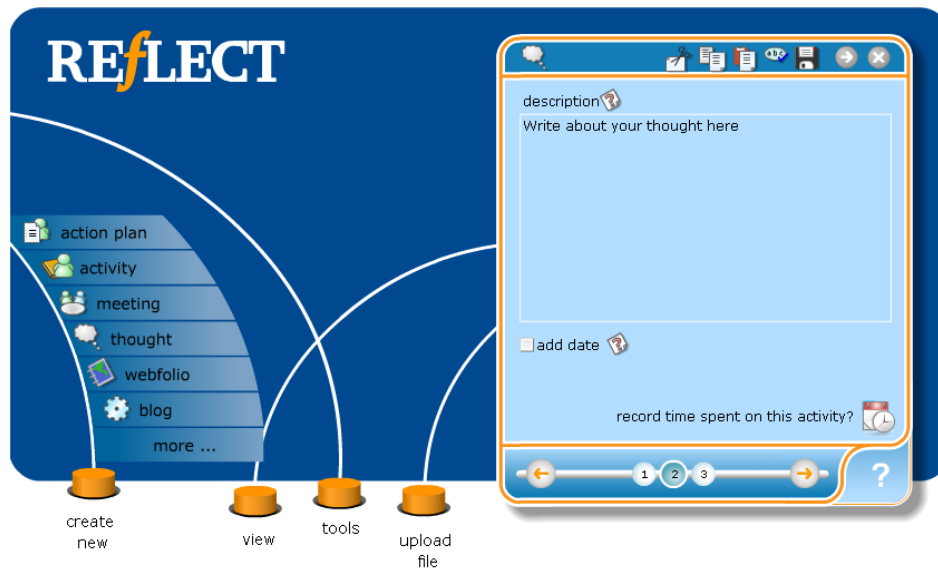 REfLECT
action plan
activity
meeting
thought
webfolio
blog
more ...
create
new
view
tools
upload
file
abc
description
Write about your thought here
add date
record time spent on this activity?
1 2 3
?